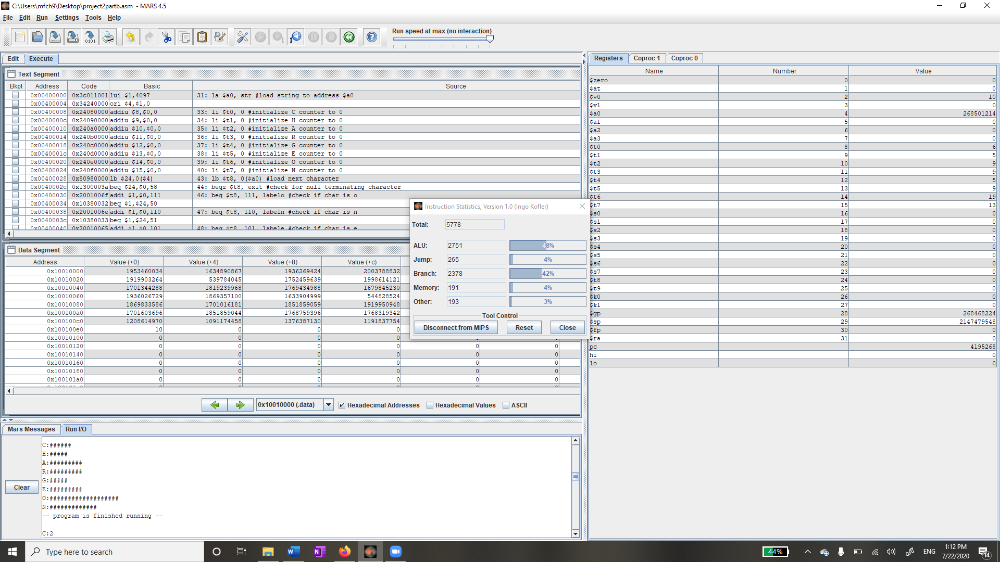 C:\Users\mfch9\Desktop\project2partb.asm - MARS 4.5
File Edit Run Settings Tools Help
Run speed at max (no interaction)
Edit Execute
Text Segment
Bkpt Address Code Basic Source
0x00400000 0x3c011001 lui $1,4097 31: la $a0, str #load string to address $a0
0x00400004 0x34240000 ori $4,$1,0
0x00400008 0x24080000 addiu $8,$0,0 33: li $t0, 0 #initialize C counter to 0
0x0040000c 0x24090000 addiu $9,$0,0 34: li $t1, 0 #initialize H counter to 0
0x00400010 0x240a0000 addiu $10,$0,0 35: li $t2, 0 #initialize A counter to 0
0x00400014 0x240b0000 addiu $11,$0,0 36: li $t3, 0 #initialize R counter to 0
0x00400018 0x240c0000 addiu $12,$0,0 37: li $t4, 0 #initialize G counter to 0
0x0040001c 0x240d0000 addiu $13,$0,0 38: li $t5, 0 #initialize E counter to 0
0x00400020 0x240e0000 addiu $14,$0,0 39: li $t6, 0 #initialize O counter to 0
0x00400024 0x240f0000 addiu $15,$0,0 40: li $t7, 0 #initialize N counter to 0
0x00400028 0x80980000 lb $24,0($4) 43: lb $t8, 0($a0) #load next character
0x0040002c 0x1300003a beq $24,$0,58 44: beqz $t8, exit #check for null terminating character
0x00400030 0x2001006f addi $1,$0,111 46: beq $t8, 111, labelo #check if char is o
0x00400034 0x10380032 beq $1,$24,50
0x00400038 0x2001006e addi $1,$0,110 47: beq $t8, 110, labeln #check if char is n
0x0040003c 0x10380033 beq $1,$24,51
0x00400040 0x20010065 addi $1,$0,101 48: beq $t8, 101, labele #check if char is e
Data Segment
Address Value (+0) Value (+4) Value (+8) Value (+c)
0x10010000 1953460034 1634890867 1936269424 2003788832
0x10010020 1919903264 539784045 1752459639 1998614121
0x10010040 1701344288 1819239968 1769434988 1679845230
0x10010060 1936026729 1869357100 1633904999 544828524
0x10010080 1869833586 1701016181 1851859059 1919950948
0x100100a0 1701603696 1851859044 1768759396 1768319342
0x100100c0 1208614970 1091174458 1376387130 1191837754
0x100100e0 10 0 0 0
0x10010100 0 0 0 0 0 0
0x10010120 0 0 0 0 0 0
0x10010140 0 0 0 0 0 0
0x10010160 0 0 0 0 0 0
0x10010180 0 0 0 0 0 0
0x100101a0 0 0 0 0 0 0
0x10010000 (.data) Hexadecimal Addresses Hexadecimal Values ASCII
Instruction Statistics, Version 1.0 (Ingo Kofler)
Total: 5778
ALU: 2751 48%
Jump: 265 4%
Branch: 2378 42%
Memory: 191 4%
Other: 193 3%
Tool Control
Disconnect from MIPS Reset Close
Mars Messages Run I/O
Clear
C:######
H:#####
A:#########
R:#########
G:#####
E:#########
O:###################
N:#############
-- program is finished running --
C:2
Registers Coproc 1 Coproc 0
Name Number Value
$zero 0 0
$at 1 0
$v0 2 10
$v1 3 0
$a0 4 268501214
$a1 5 0
$a2 6 0
$a3 7 0
$t0 8 6
$t1 9 5
$t2 10 9
$t3 11 9
$t4 12 5
$t5 13 9
$t6 14 19
$t7 15 13
$s0 16 0
$s1 17 0
$s2 18 0
$s3 19 0
$s4 20 0
$s5 21 0
$s6 22 0
$s7 23 0
$t8 24 0
$t9 25 0
$k0 26 0
$k1 27 0
$gp 28 268468224
$sp 29 2147479548
$fp 30 0
$ra 31 0
pc 4195268
hi 0
lo 0
Type here to search
44%
ENG
1:12 PM
7/22/2020
14